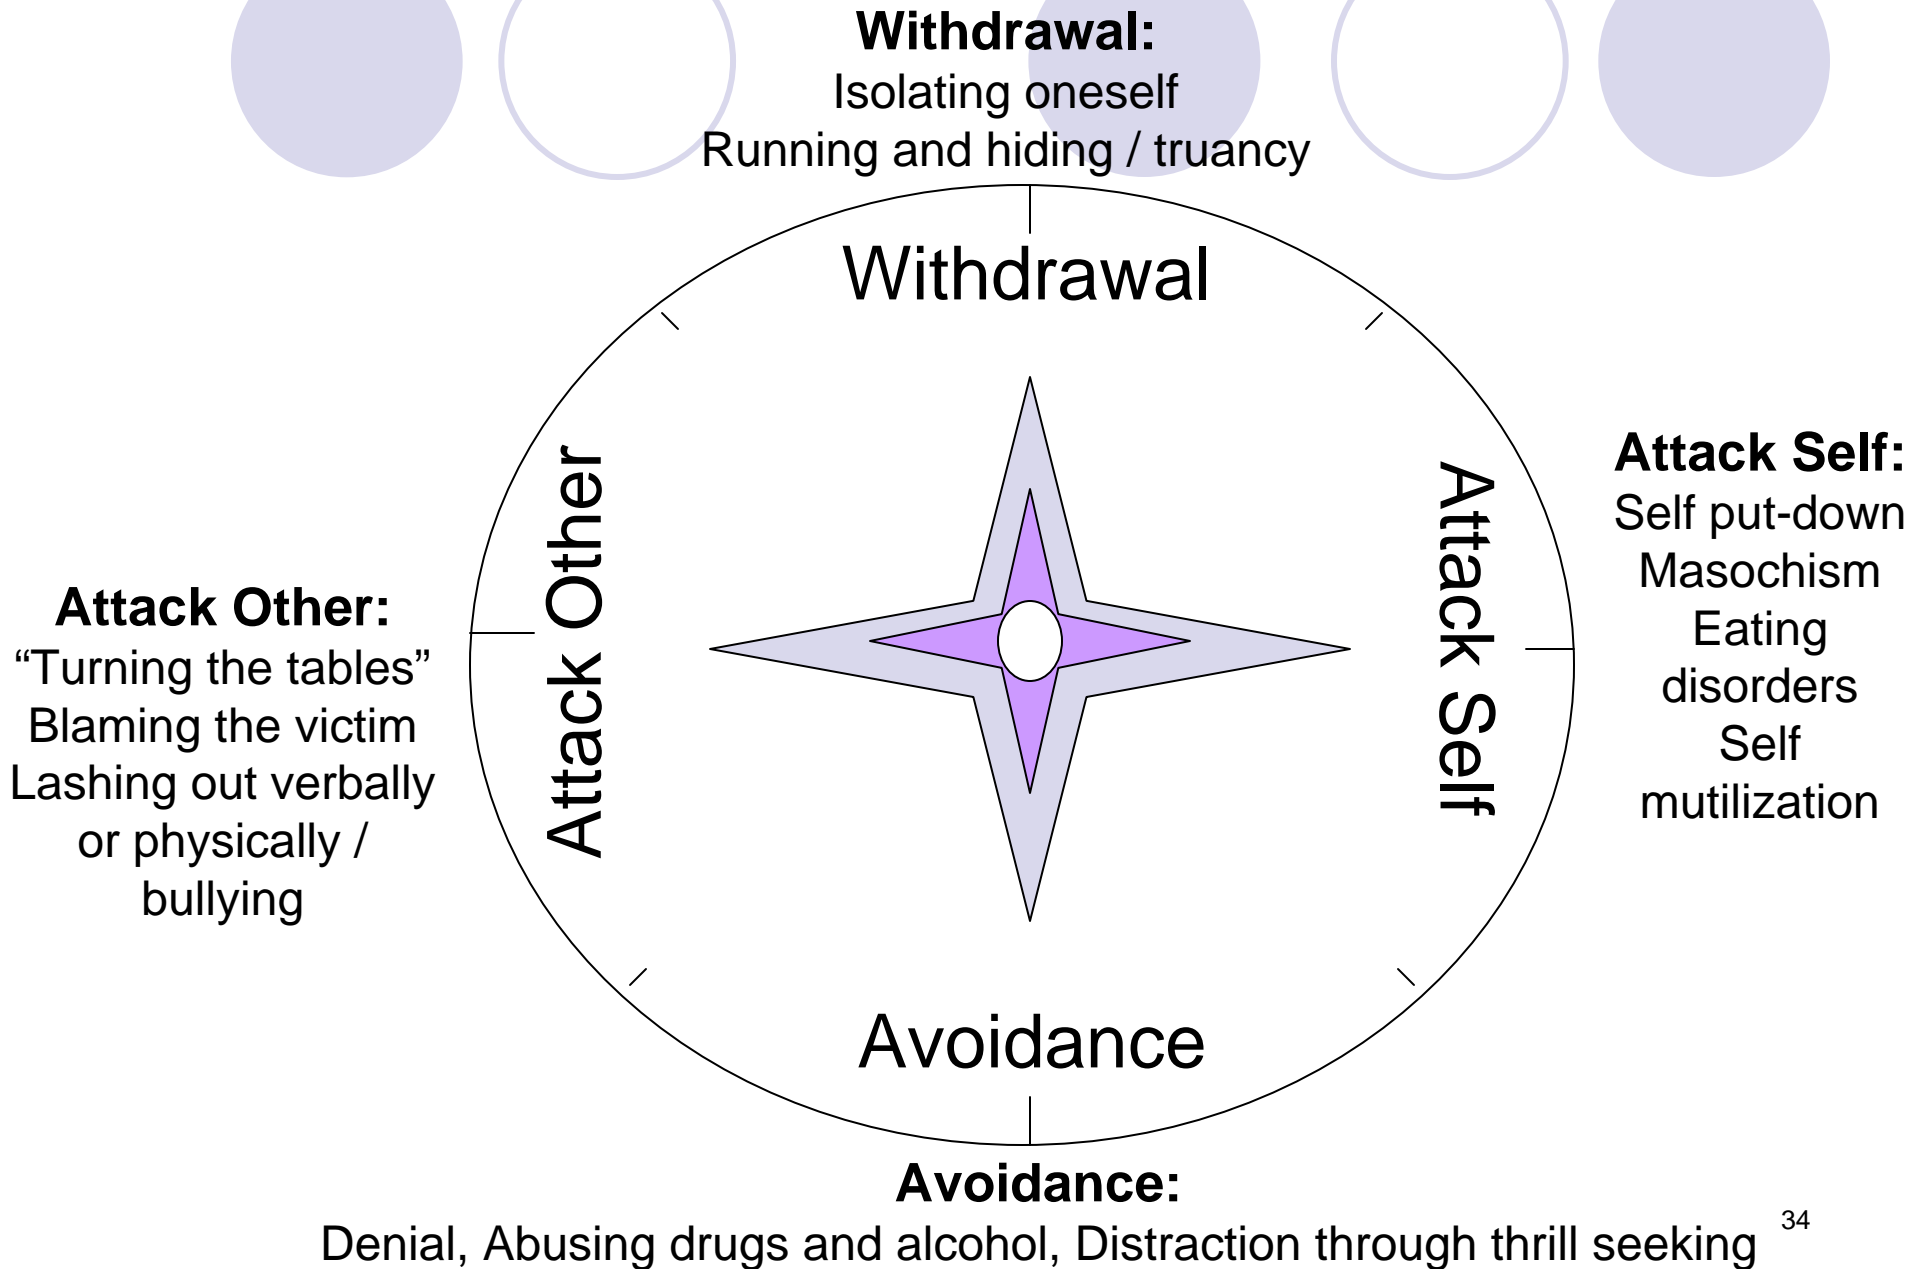 Withdrawal:
Isolating oneself
Running and hiding / truancy
Withdrawal
Attack Other
Attack Self
Avoidance
Attack Other:
“Turning the tables”
Blaming the victim
Lashing out verbally
or physically /
bullying
Attack Self:
Self put-down
Masochism
Eating
disorders
Self
mutilization
Avoidance:
Denial, Abusing drugs and alcohol, Distraction through thrill seeking
34